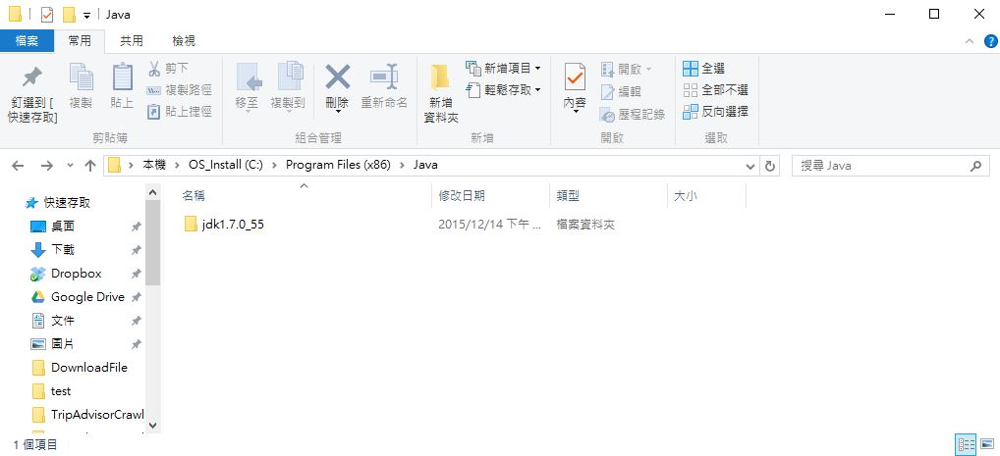 Java
檔案 常用 共用 檢視
釘選到 [
快速存取]
複製
貼上
剪下
複製路徑
貼上捷徑
剪貼簿
移至
複製到
刪除
重新命名
組合管理
新增
資料夾
新增項目
輕鬆存取
新增
內容
開啟
編輯
歷程記錄
開啟
全選
全部不選
反向選擇
選取
本機 OS_Install (C:) Program Files (x86) Java
搜尋 Java
快速存取
桌面
下載
Dropbox
Google Drive
文件
圖片
DownloadFile
test
TripAdvisorCrawl
名稱 修改日期 類型 大小
jdk1.7.0_55 2015/12/14 下午 ... 檔案資料夾
1 個項目